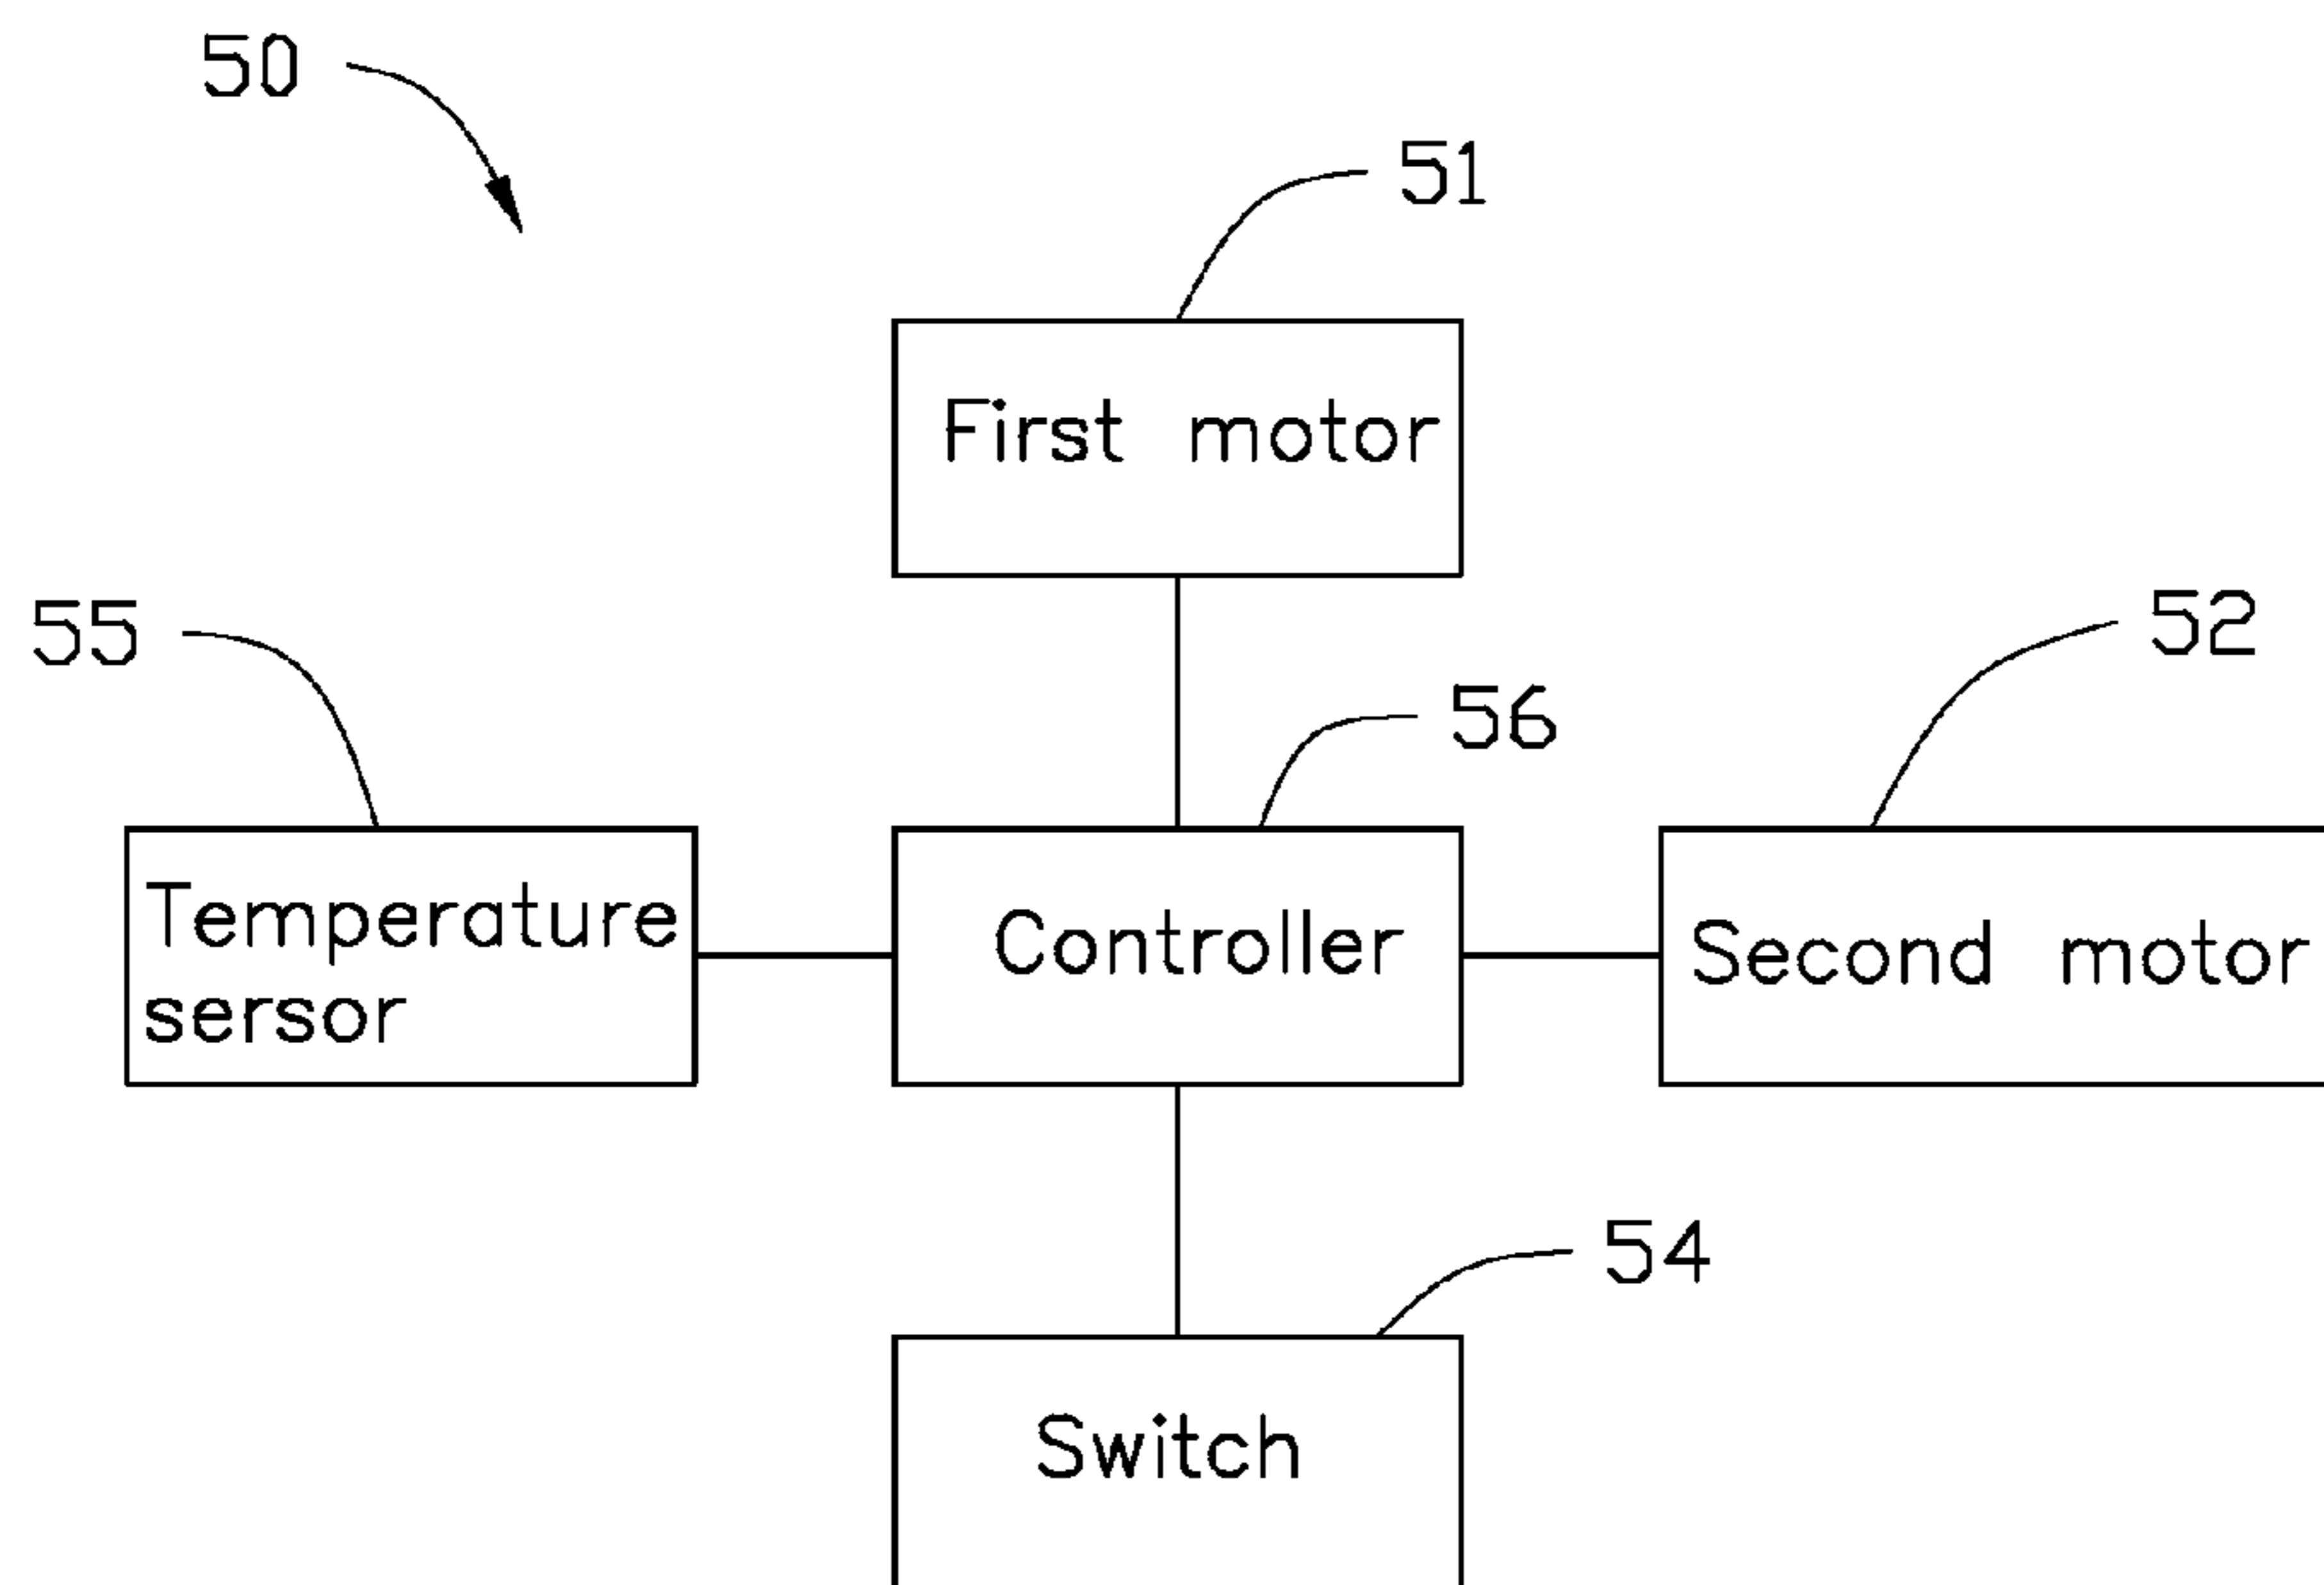 50
51
First motor
55
52
56
Temperature
sersor
Controller
Second motor
54
Switch